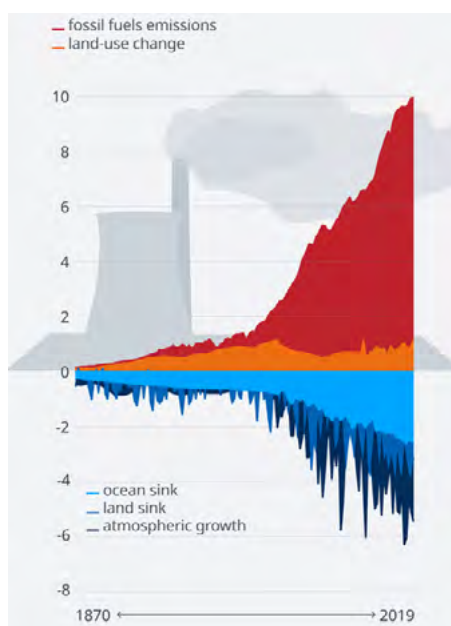 fossil fuels emissions
land-use change
10
8
6
4
2
0
-2
-4
ocean sink
land sink
atmospheric growth
-6
-8
1870
2019